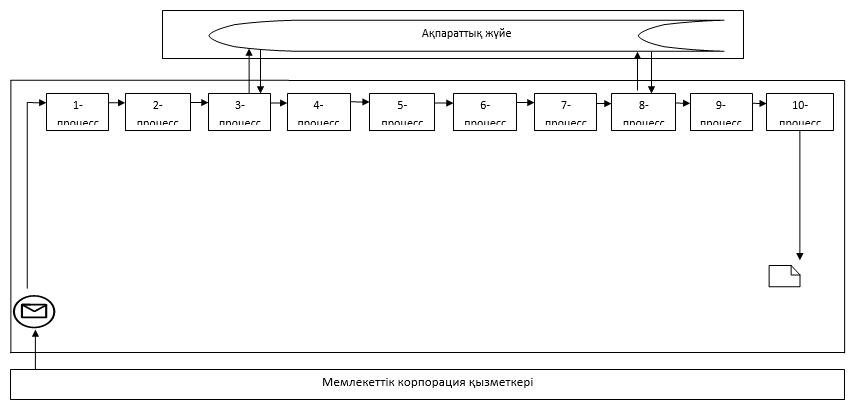 Ақпараттық жүйе
1-
процесс
2-
процесс
3-
процесс
4-
процесс
5-
процесс
6-
процесс
7-
процесс
8-
процесс
9-
процесс
10-
процесс
Мемлекеттік корпорация қызметкері